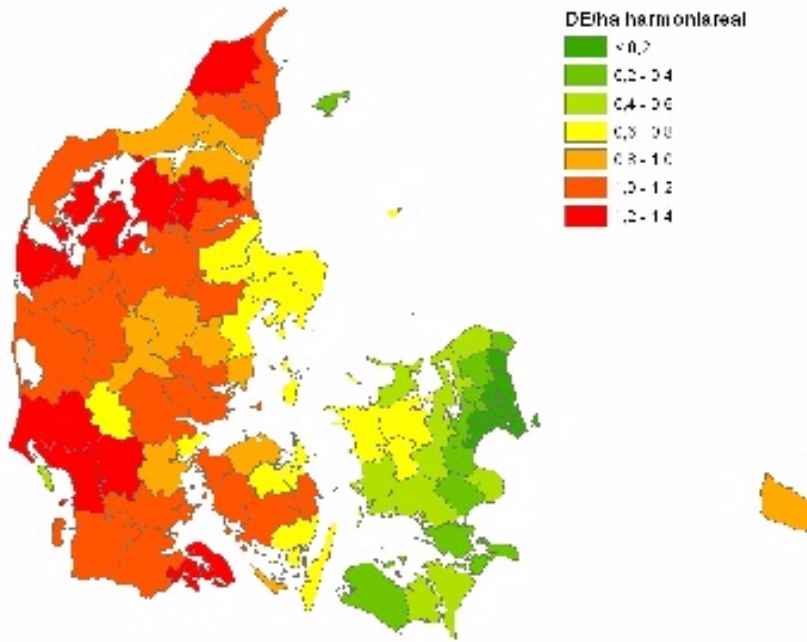 DE/ha harmoniareal
< 0,2
0,2 - 0,4
0,4 - 0,6
0,6 - 0,8
0,8 - 1,0
1,0 - 1,2
1,2 - 1,4